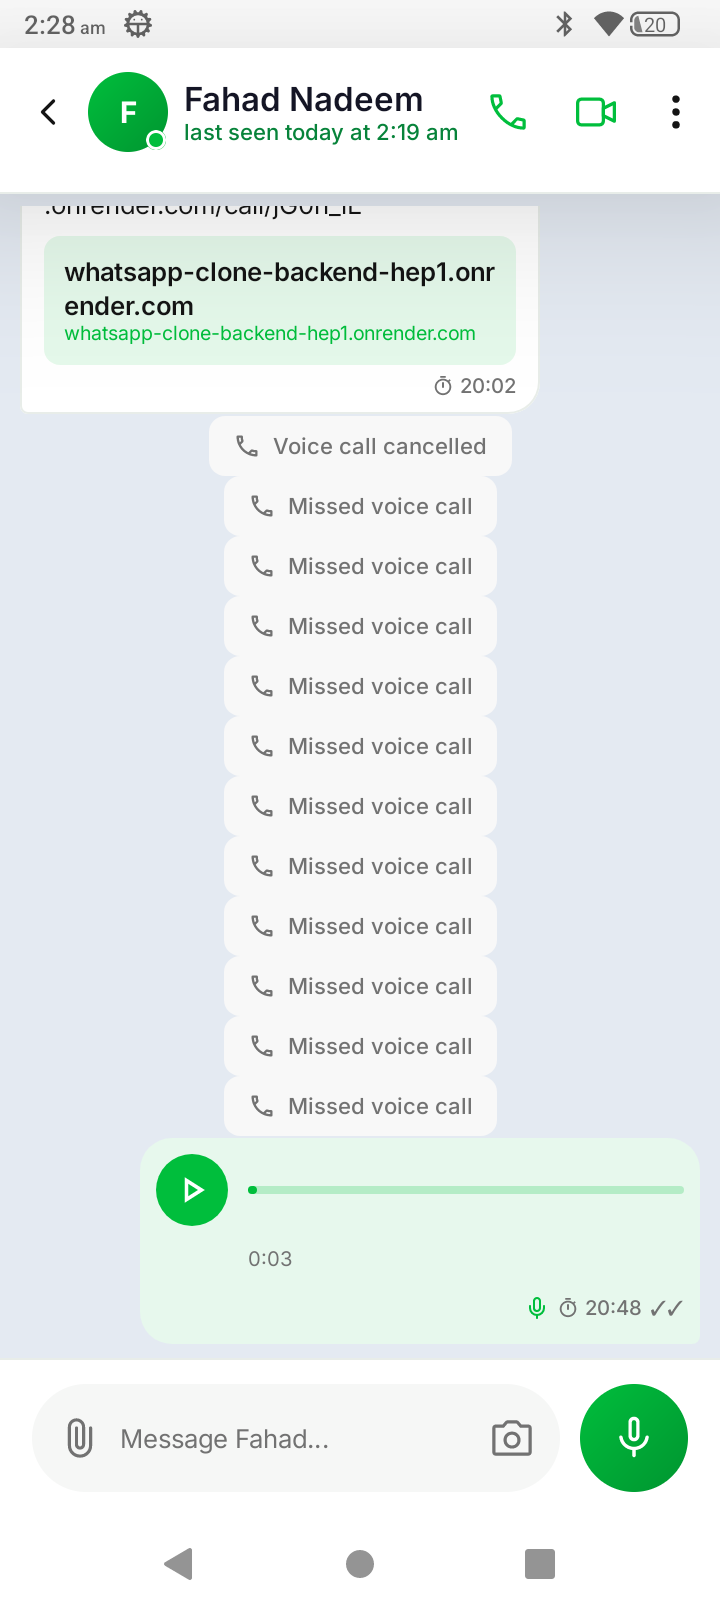 2:28 am
20
F
Fahad Nadeem
last seen today at 2:19 am
whatsapp-clone-backend-hep1.onr
ender.com
whatsapp-clone-backend-hep1.onrender.com
20:02
Voice call cancelled
Missed voice call
Missed voice call
Missed voice call
Missed voice call
Missed voice call
Missed voice call
Missed voice call
Missed voice call
Missed voice call
Missed voice call
Missed voice call
0:03
20:48
Message Fahad...